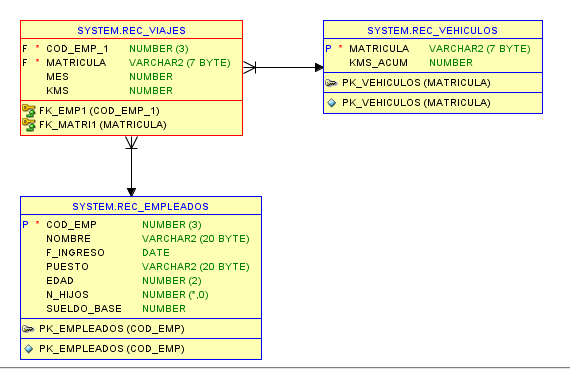 SYSTEM.REC_VIAJES
F * COD_EMP_1 NUMBER (3)
F * MATRICULA VARCHAR2 (7 BYTE)
MES NUMBER
KMS NUMBER
FK_EMP1 (COD_EMP_1)
FK_MATRI1 (MATRICULA)
SYSTEM.REC_VEHICULOS
P * MATRICULA VARCHAR2 (7 BYTE)
KMS_ACUM NUMBER
PK_VEHICULOS (MATRICULA)
PK_VEHICULOS (MATRICULA)
SYSTEM.REC_EMPLEADOS
P * COD_EMP NUMBER (3)
NOMBRE VARCHAR2 (20 BYTE)
F_INGRESO DATE
PUESTO VARCHAR2 (20 BYTE)
EDAD NUMBER (2)
N_HIJOS NUMBER (*,0)
SUELDO_BASE NUMBER
PK_EMPLEADOS (COD_EMP)
PK_EMPLEADOS (COD_EMP)